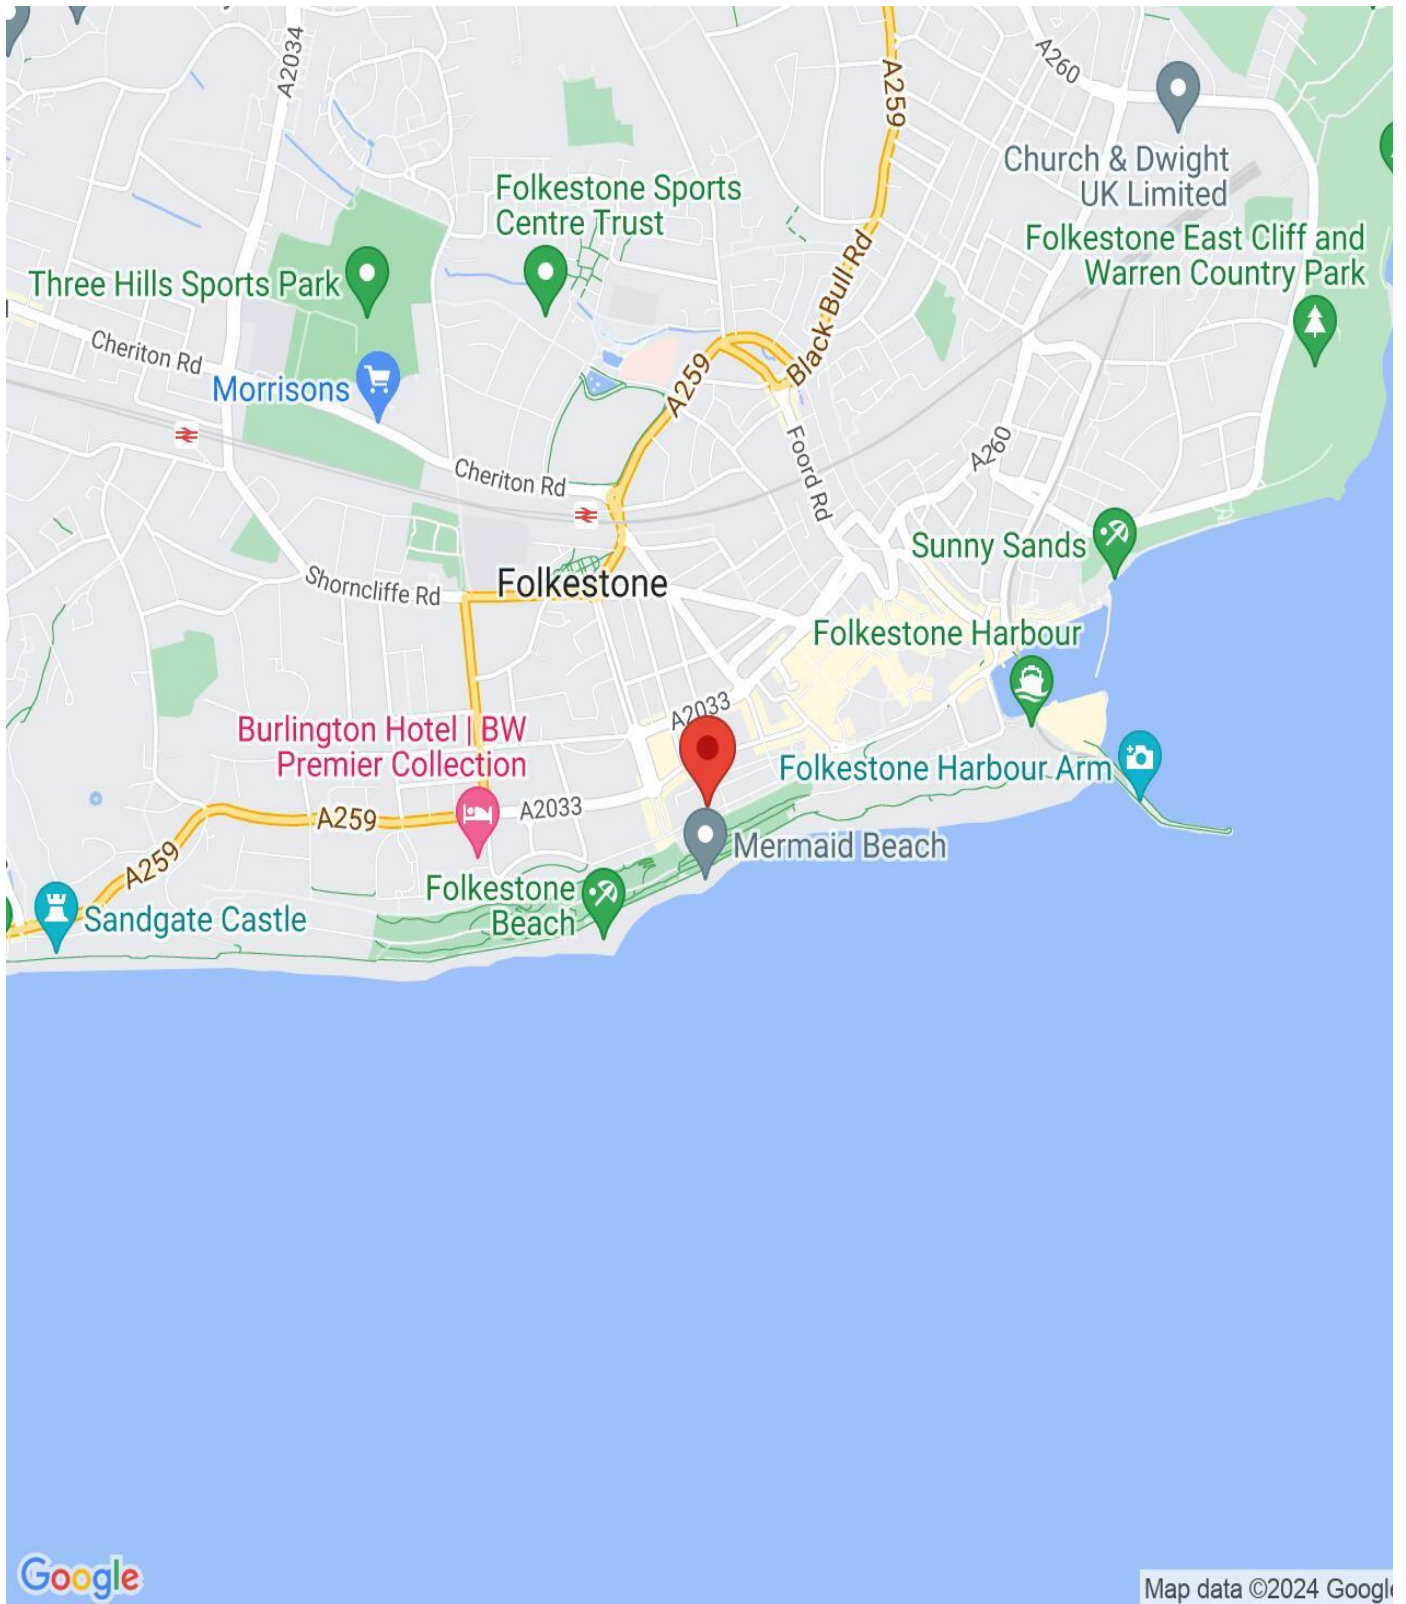 A2034
A260
A259
Church & Dwight
UK Limited
Folkestone Sports
Centre Trust
Folkestone East Cliff and
Warren Country Park
Three Hills Sports Park
Black Bull Rd
Cheriton Rd
Morrisons
A259
Foord Rd
A260
Cheriton Rd
Sunny Sands
Shorncliffe Rd
Folkestone
Folkestone Harbour
A2033
Burlington Hotel | BW
Premier Collection
Folkestone Harbour Arm
A259
A2033
Mermaid Beach
A259
Folkestone
Beach
Sandgate Castle
Google
Map data ©2024 Google